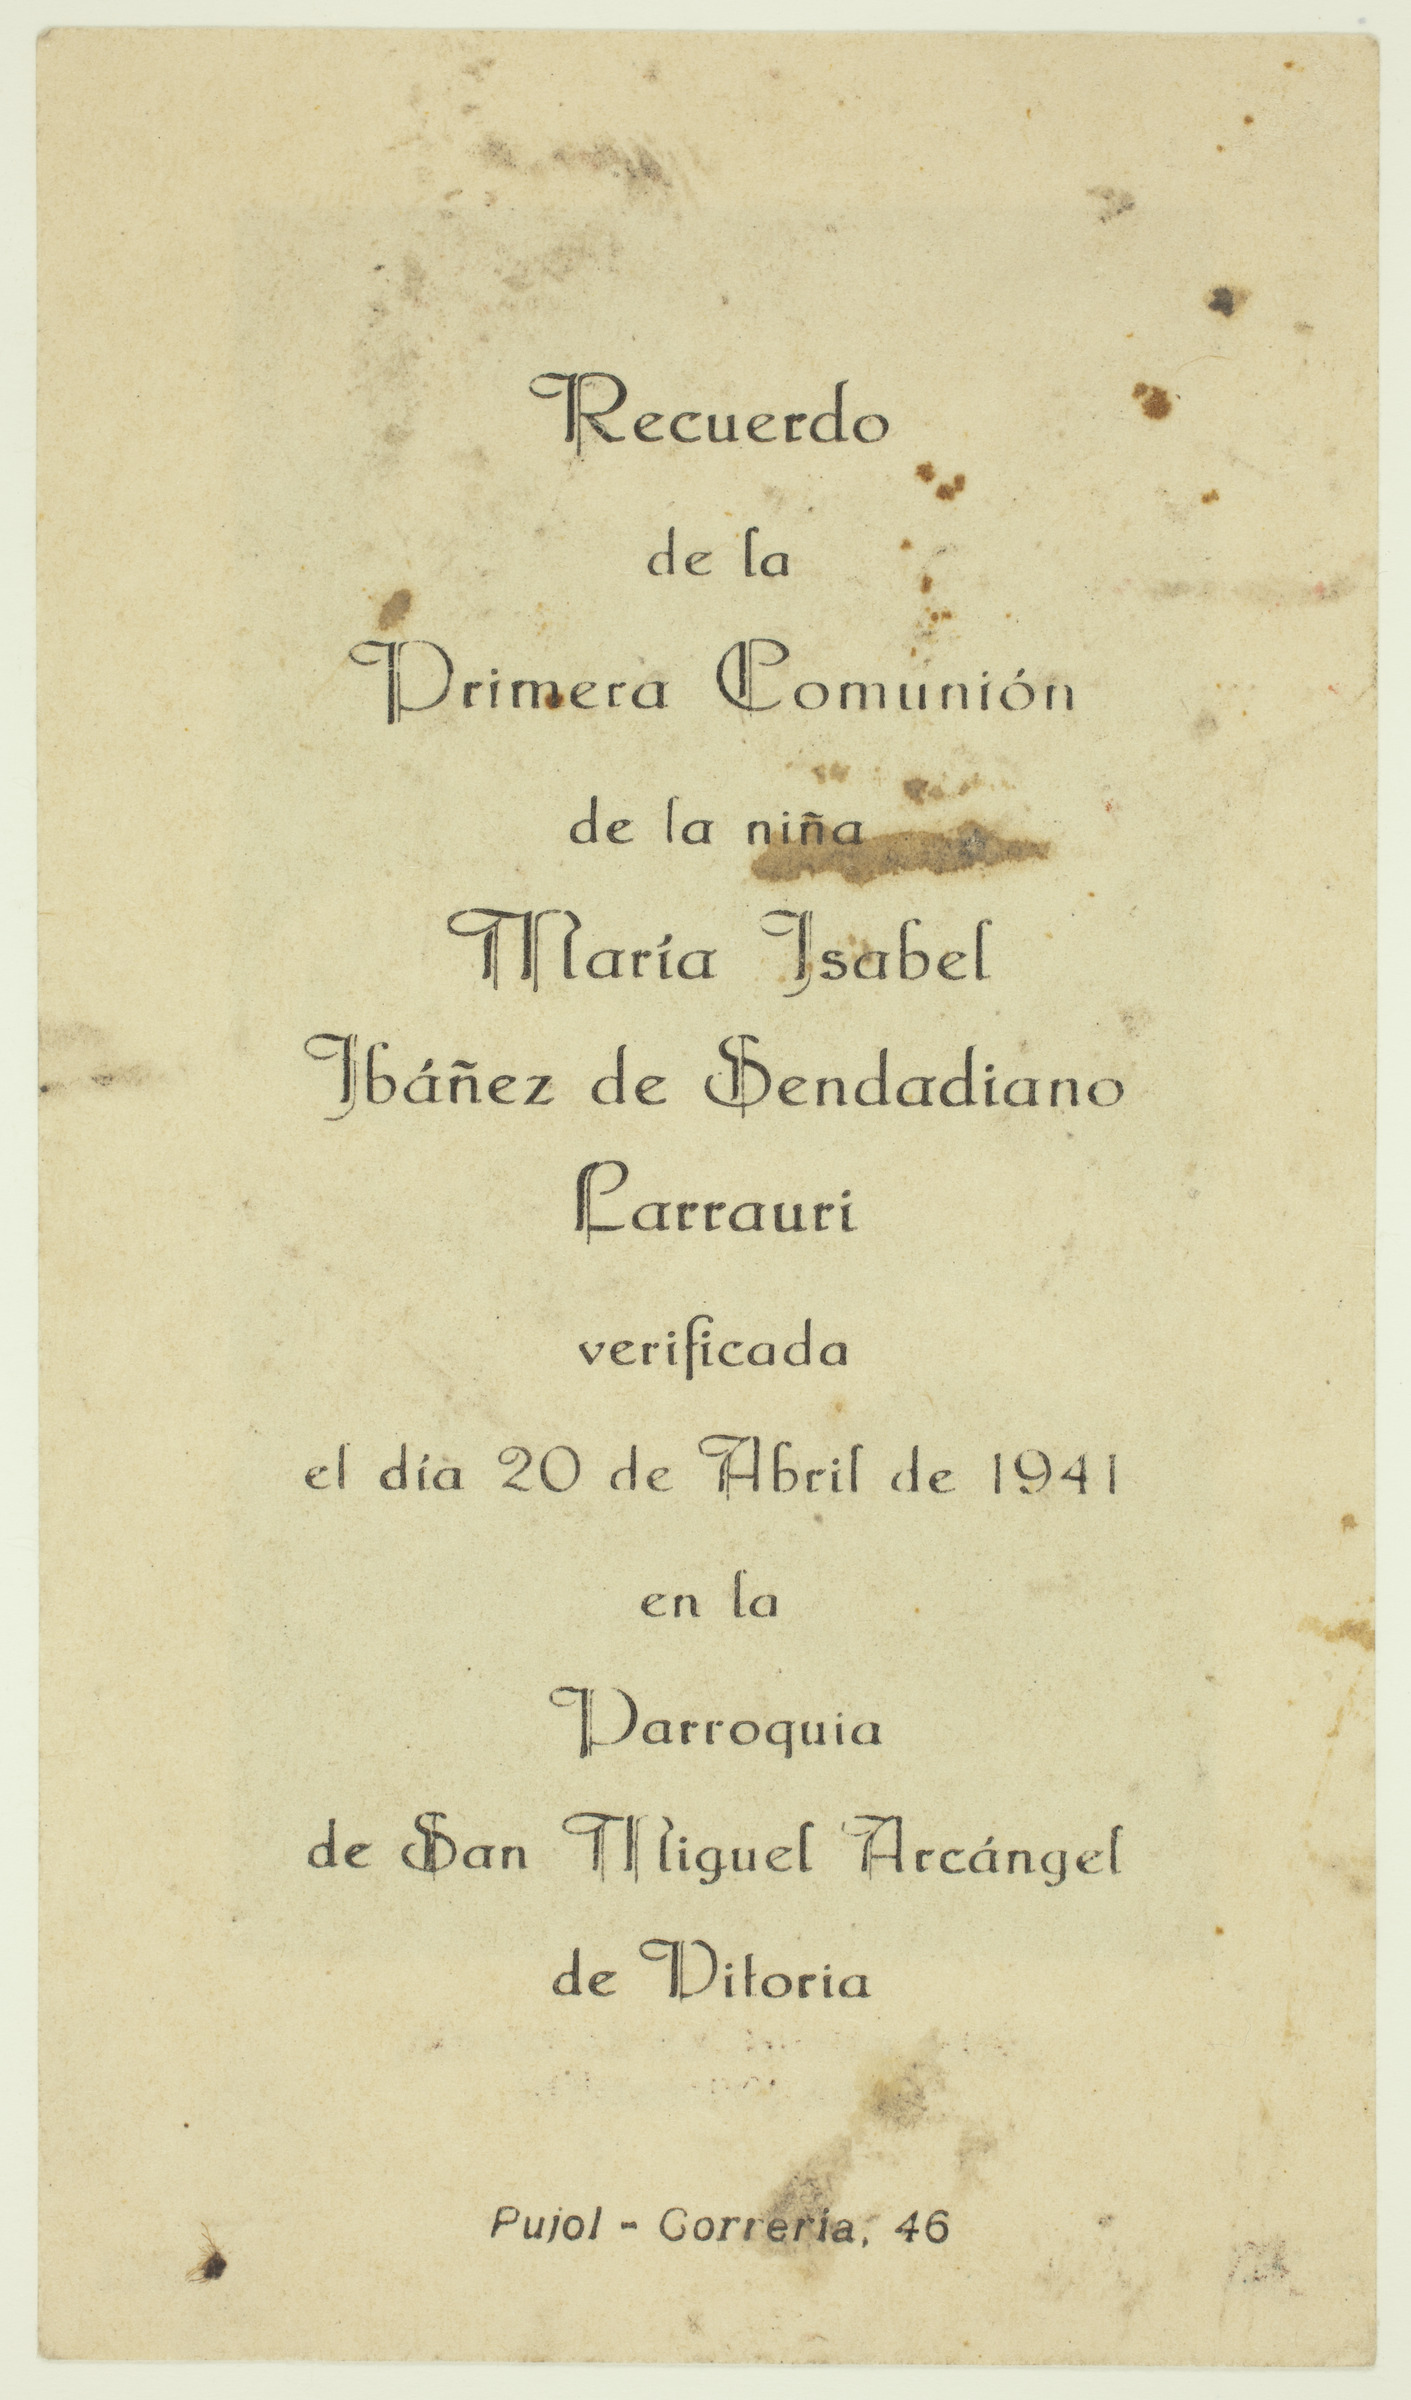 Recuerdo
de la
Primera Comunión
de la niña
María Isabel
Ibáñez de Sendadiano
Larrauri
verificada
el día 20 de Abril de 1941
en la
Parroquia
de San Miguel Arcángel
de Vitoria
Pujol - Correría, 46